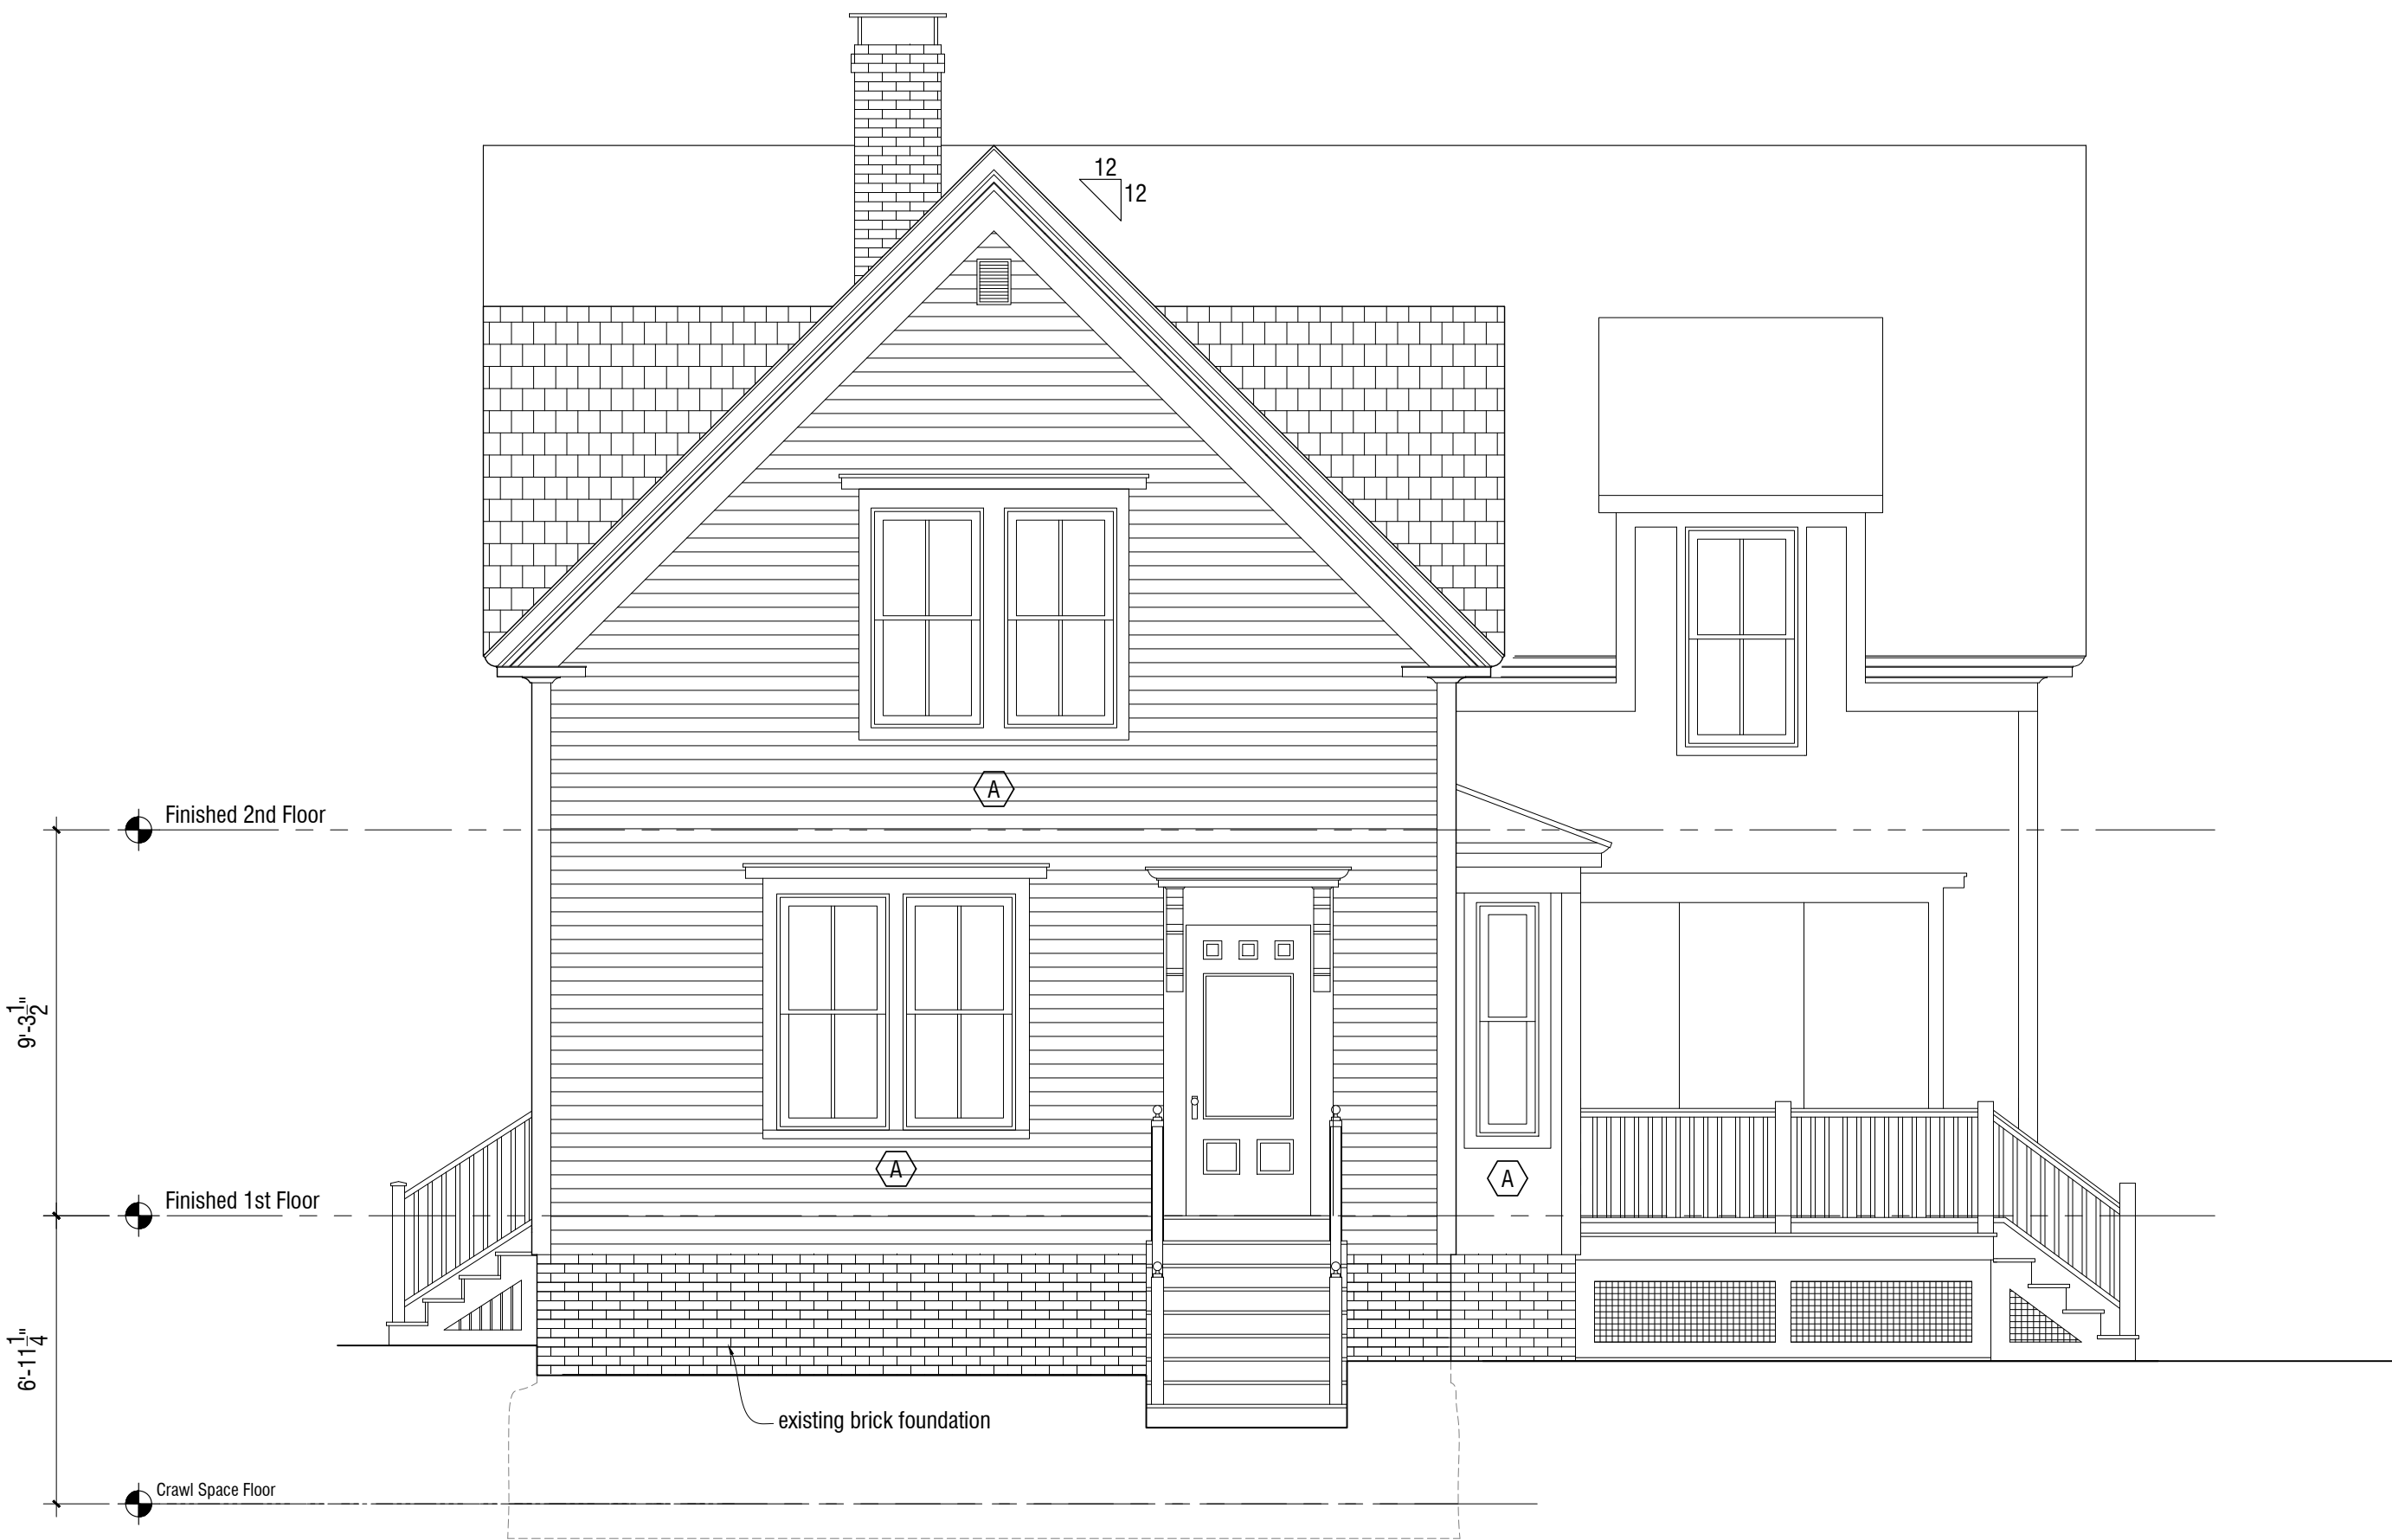 12
12
A
Finished 2nd Floor
9'-3 1/2"
A
A
Finished 1st Floor
6'-11 1/4"
existing brick foundation
Crawl Space Floor